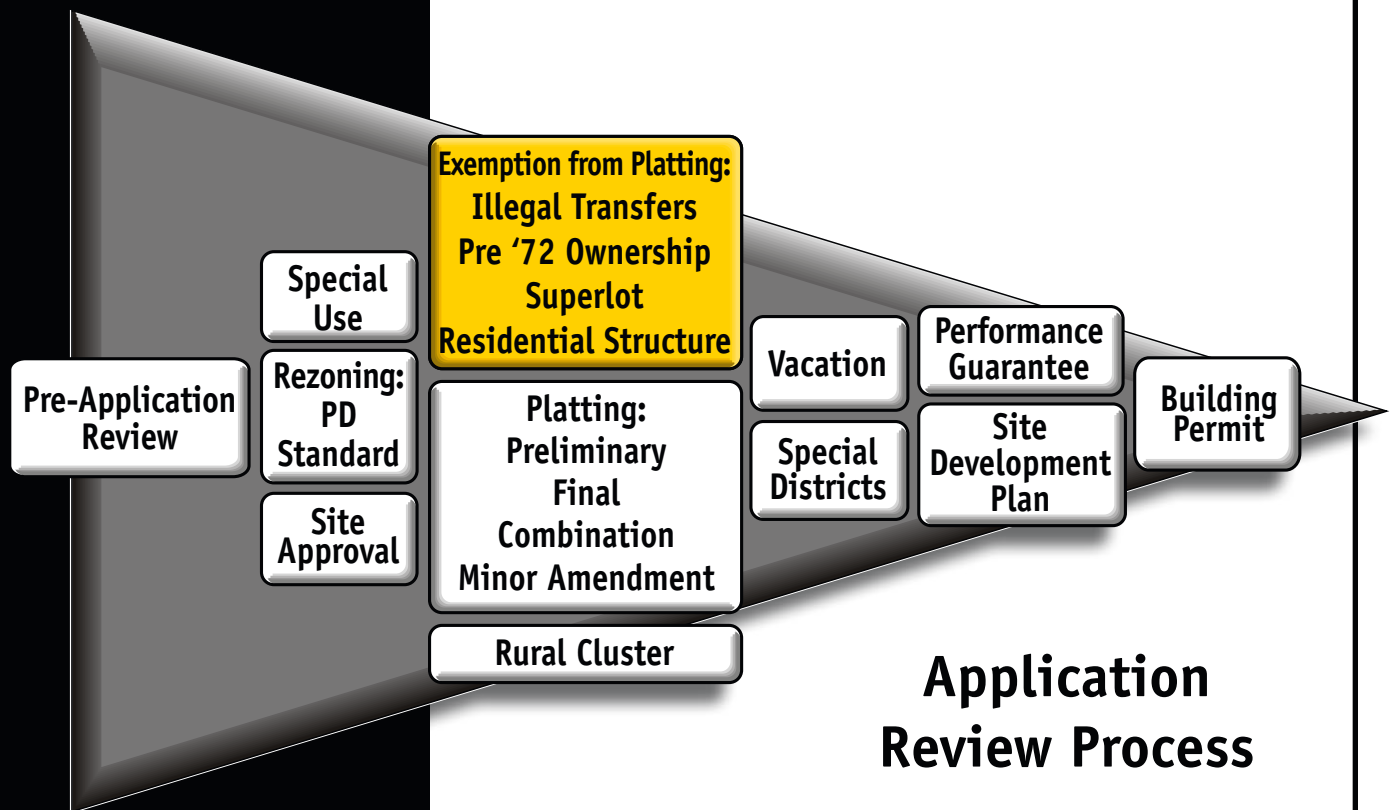 Pre-Application
Review
Special
Use
Rezoning:
PD
Standard
Site
Approval
Exemption from Platting:
Illegal Transfers
Pre ‘72 Ownership
Superlot
Residential Structure
Platting:
Preliminary
Final
Combination
Minor Amendment
Rural Cluster
Vacation
Special
Districts
Performance
Guarantee
Site
Development
Plan
Building
Permit
Application
Review Process